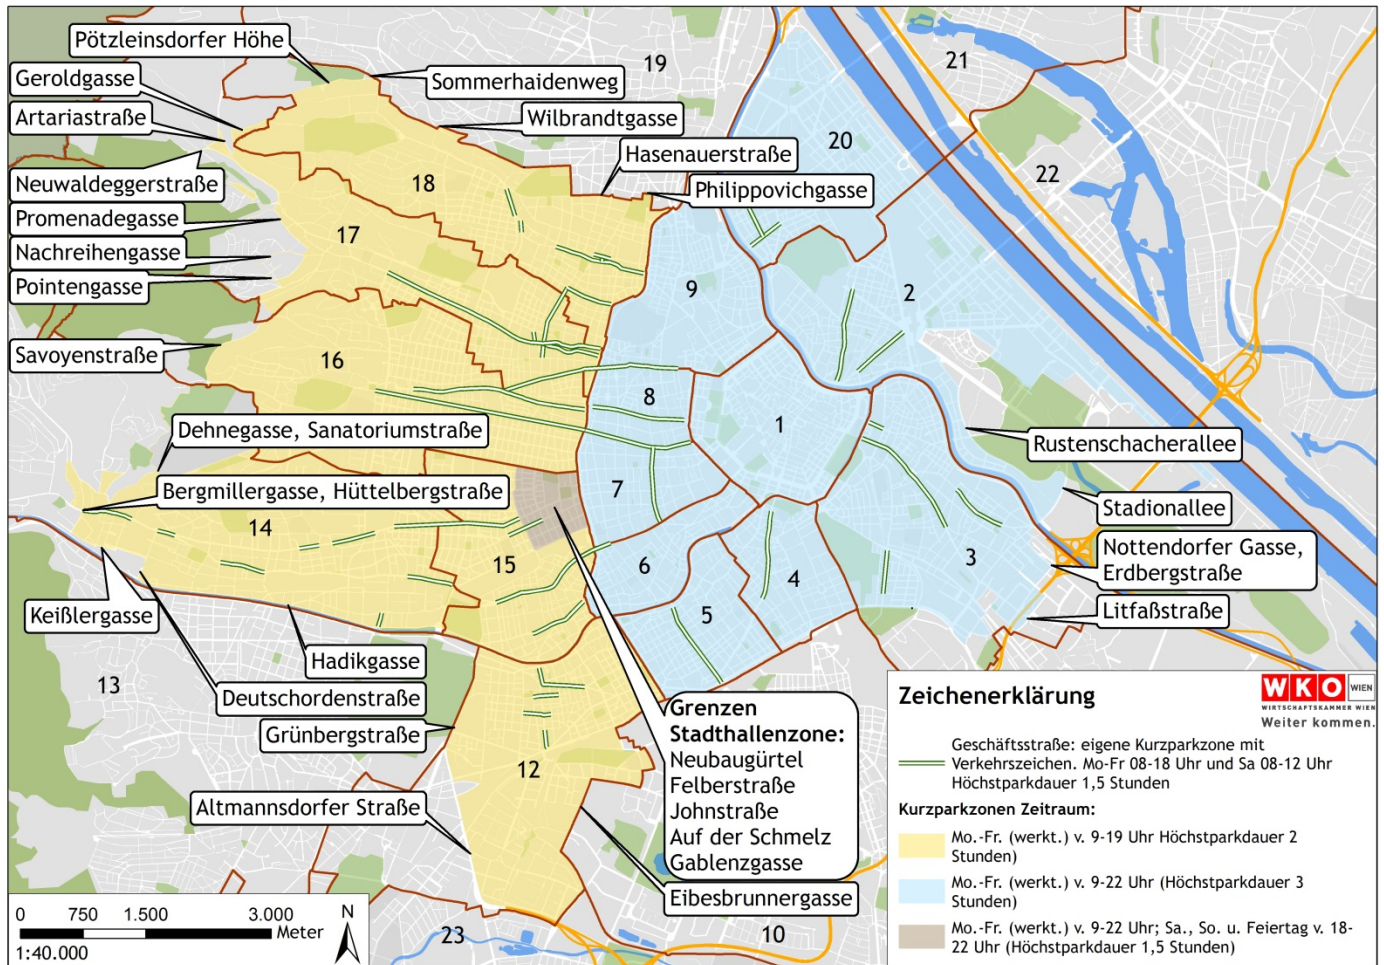 Pötzleinsdorfer Höhe
Geroldgasse
Artariastraße
Neuwaldeggerstraße
Promenadegasse
Nachreihengasse
Pointengasse
Savoyenstraße
Sommerhaidenweg
Wilbrandtgasse
Hasenauerstraße
Philippovichgasse
19
21
20
22
18
17
9
2
16
8
1
Dehnegasse, Sanatoriumstraße
Bergmillergasse, Hüttelbergstraße
Rustenschacherallee
Stadionallee
Nottendorfer Gasse,
Erdbergstraße
Litfaßstraße
7
14
15
6
4
3
5
Keißlergasse
Hadikgasse
Deutschordenstraße
Grünbergstraße
13
12
Altmannsdorfer Straße
Grenzen
Stadthallenzone:
Neubaugürtel
Felberstraße
Johnstraße
Auf der Schmelz
Gablenzgasse
Eibesbrunnergasse
23
10
0 750 1.500 3.000
Meter
1:40.000
N
Zeichenerklärung
WKO WIEN
WIRTSCHAFTSKAMMER WIEN
Weiter kommen.
Geschäftsstraße: eigene Kurzparkzone mit
Verkehrszeichen. Mo-Fr 08-18 Uhr und Sa 08-12 Uhr
Höchstparkdauer 1,5 Stunden
Kurzparkzonen Zeitraum:
Mo.-Fr. (werkt.) v. 9-19 Uhr Höchstparkdauer 2
Stunden)
Mo.-Fr. (werkt.) v. 9-22 Uhr (Höchstparkdauer 3
Stunden)
Mo.-Fr. (werkt.) v. 9-22 Uhr; Sa., So. u. Feiertag v. 18-
22 Uhr (Höchstparkdauer 1,5 Stunden)